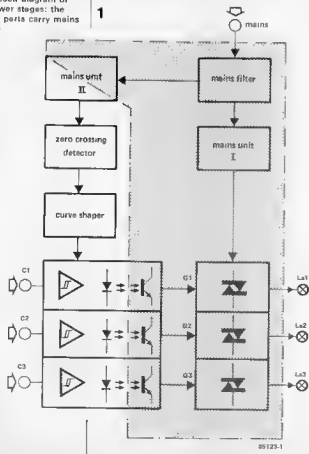 diagram of
wer stages: the
parts carry mains
1
mains
mains unit
II
mains filter
zero crossing
detector
mains unit
I
curve shaper
C1
G1
La1
C2
G2
La2
C3
G3
La3
85123-1